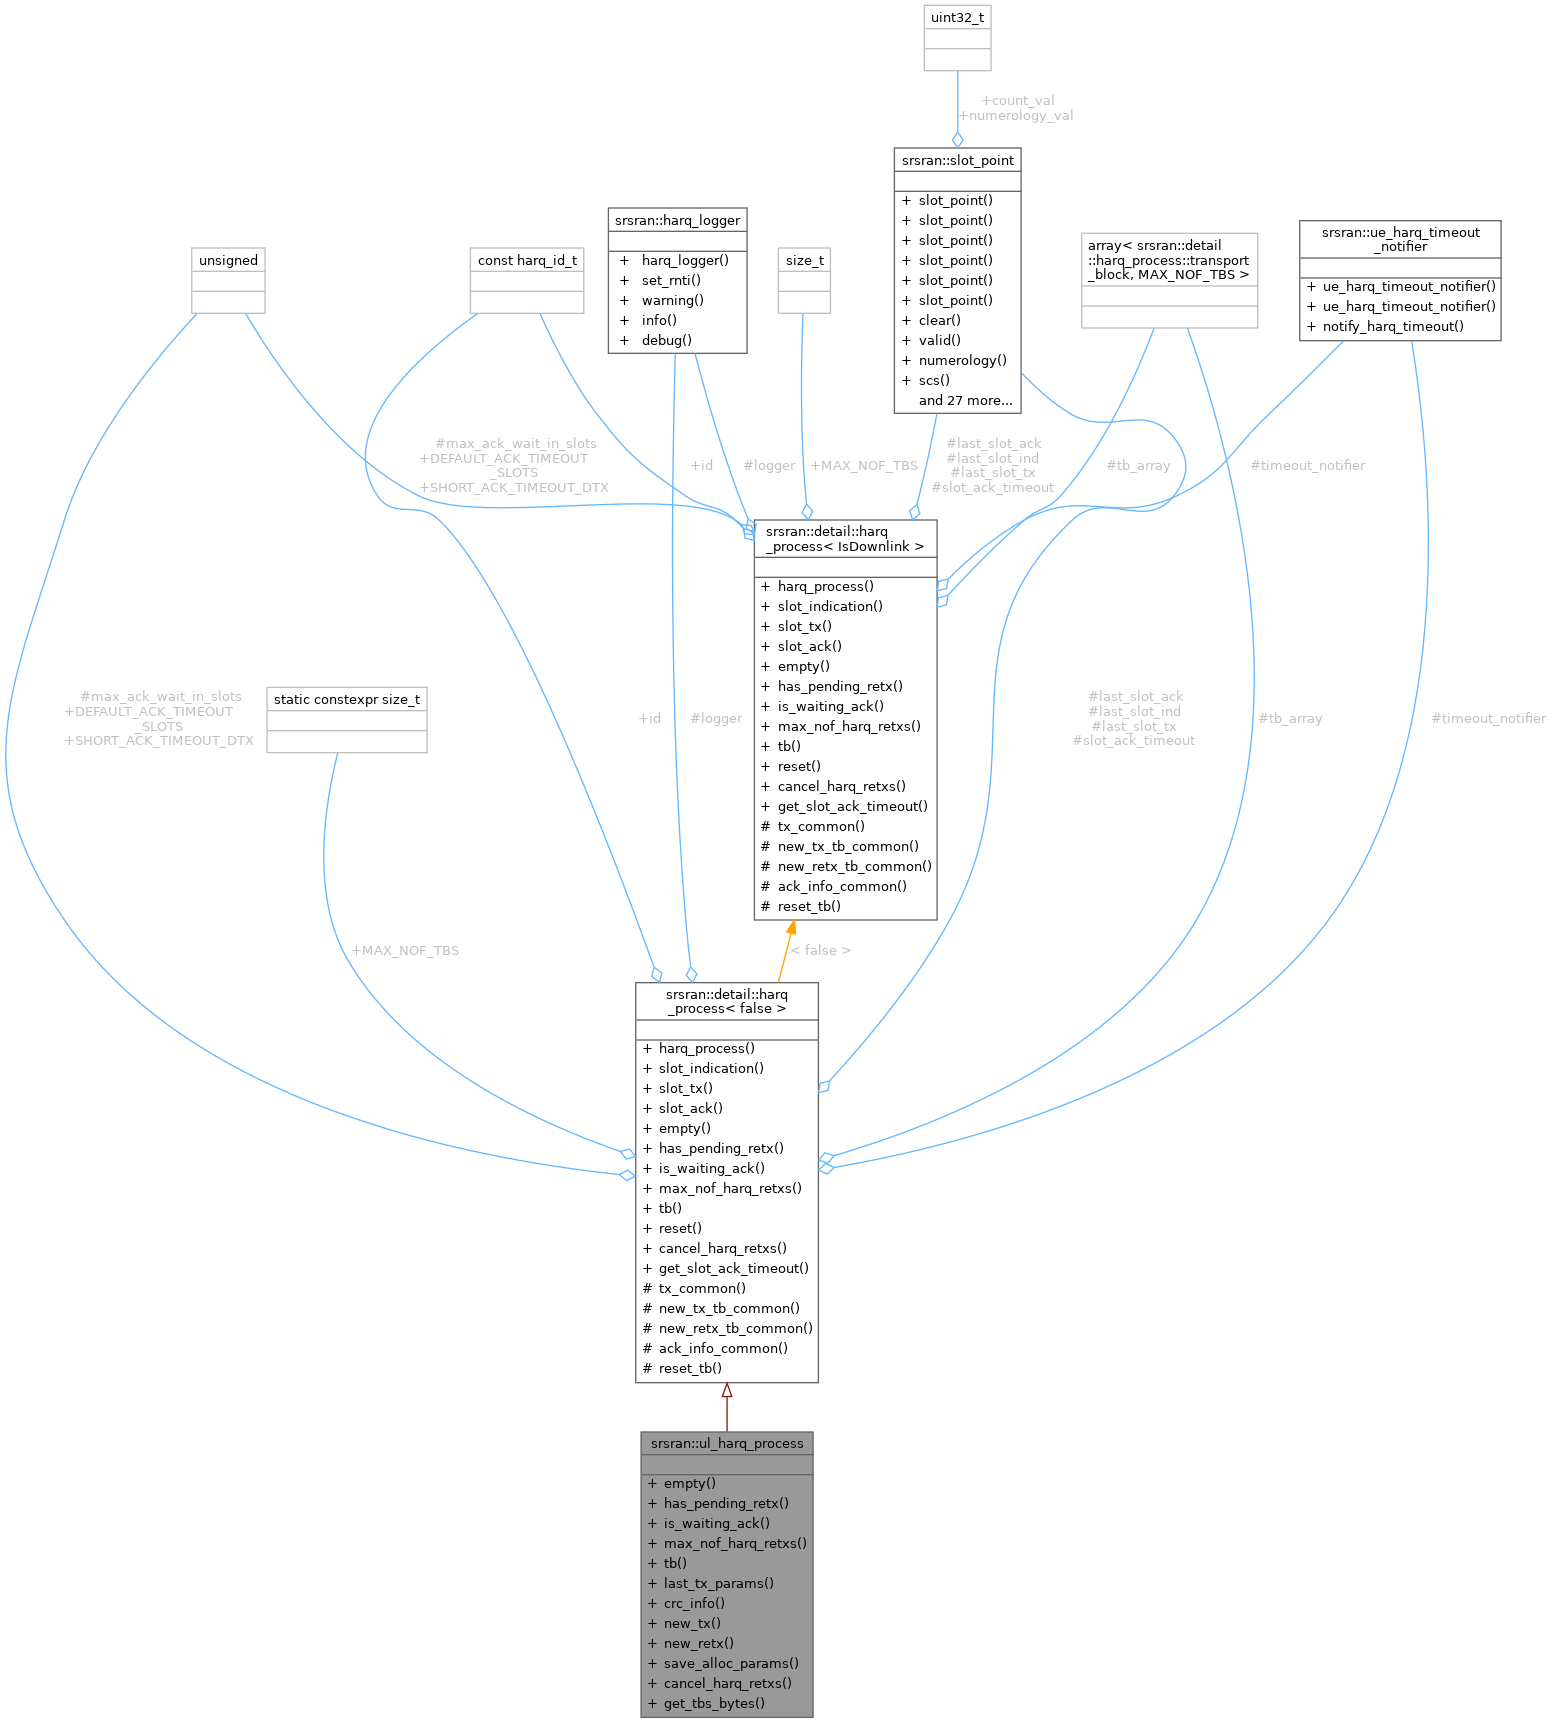 uint32_t
+count_val
+numerology_val
srsran::slot_point
+ slot_point()
+ slot_point()
+ slot_point()
+ slot_point()
+ slot_point()
+ slot_point()
+ clear()
+ valid()
+ numerology()
+ scs()
and 27 more...
srsran::harq_logger
+ harq_logger()
+ set_rnti()
+ warning()
+ info()
+ debug()
unsigned
const harq_id_t
size_t
array< srsran::detail
::harq_process::transport
_block, MAX_NOF_TBS >
srsran::ue_harq_timeout
_notifier
+ ue_harq_timeout_notifier()
+ ue_harq_timeout_notifier()
+ notify_harq_timeout()
#max_ack_wait_in_slots
+DEFAULT_ACK_TIMEOUT
_SLOTS
+SHORT_ACK_TIMEOUT_DTX
+id
#logger
+MAX_NOF_TBS
#last_slot_ack
#last_slot_ind
#last_slot_tx
#slot_ack_timeout
#tb_array
#timeout_notifier
srsran::detail::harq
_process< IsDownlink >
+ harq_process()
+ slot_indication()
+ slot_tx()
+ slot_ack()
+ empty()
+ has_pending_retx()
+ is_waiting_ack()
+ max_nof_harq_retxs()
+ tb()
+ reset()
+ cancel_harq_retxs()
+ get_slot_ack_timeout()
# tx_common()
# new_tx_tb_common()
# new_retx_tb_common()
# ack_info_common()
# reset_tb()
#max_ack_wait_in_slots
+DEFAULT_ACK_TIMEOUT
_SLOTS
+SHORT_ACK_TIMEOUT_DTX
static constexpr size_t
+id
#logger
#last_slot_ack
#last_slot_ind
#last_slot_tx
#slot_ack_timeout
#tb_array
#timeout_notifier
+MAX_NOF_TBS
< false >
srsran::detail::harq
_process< false >
+ harq_process()
+ slot_indication()
+ slot_tx()
+ slot_ack()
+ empty()
+ has_pending_retx()
+ is_waiting_ack()
+ max_nof_harq_retxs()
+ tb()
+ reset()
+ cancel_harq_retxs()
+ get_slot_ack_timeout()
# tx_common()
# new_tx_tb_common()
# new_retx_tb_common()
# ack_info_common()
# reset_tb()
srsran::ul_harq_process
+ empty()
+ has_pending_retx()
+ is_waiting_ack()
+ max_nof_harq_retxs()
+ tb()
+ last_tx_params()
+ crc_info()
+ new_tx()
+ new_retx()
+ save_alloc_params()
+ cancel_harq_retxs()
+ get_tbs_bytes()